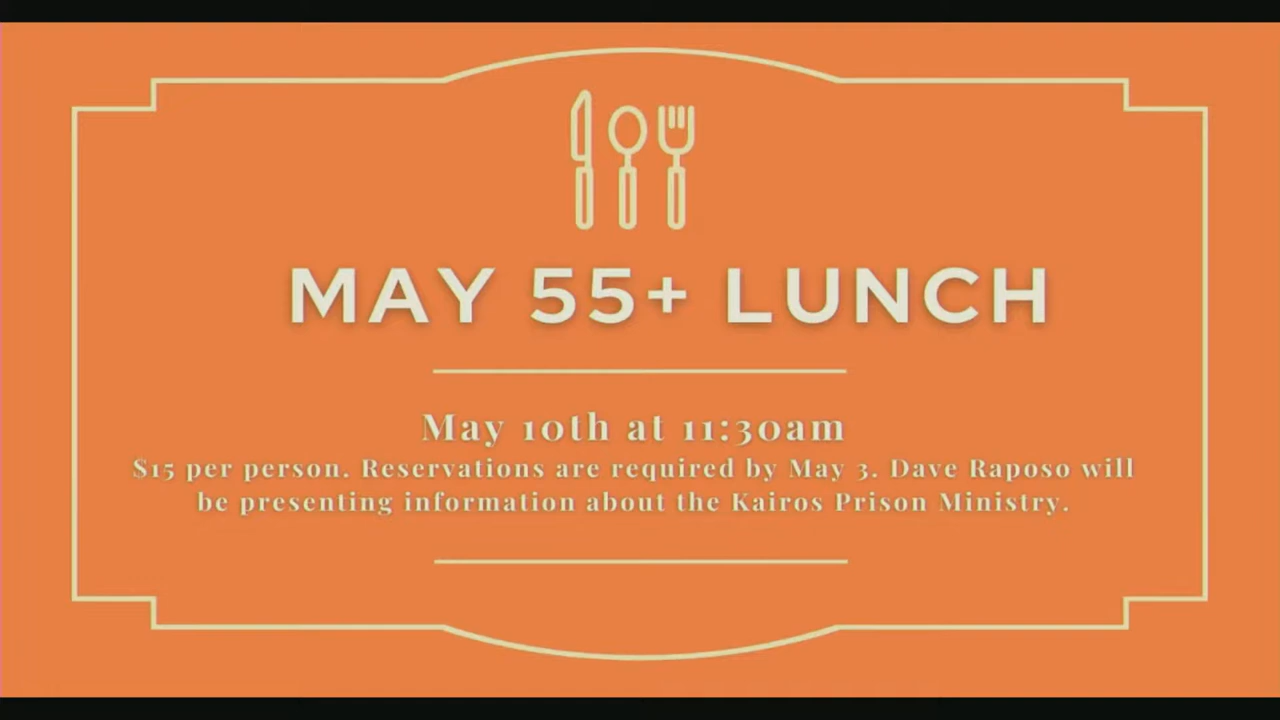 MAY 55+ LUNCH
May 10th at 11:30am
$15 per person. Reservations are required by May 3. Dave Raposo will
be presenting information about the Kairos Prison Ministry.